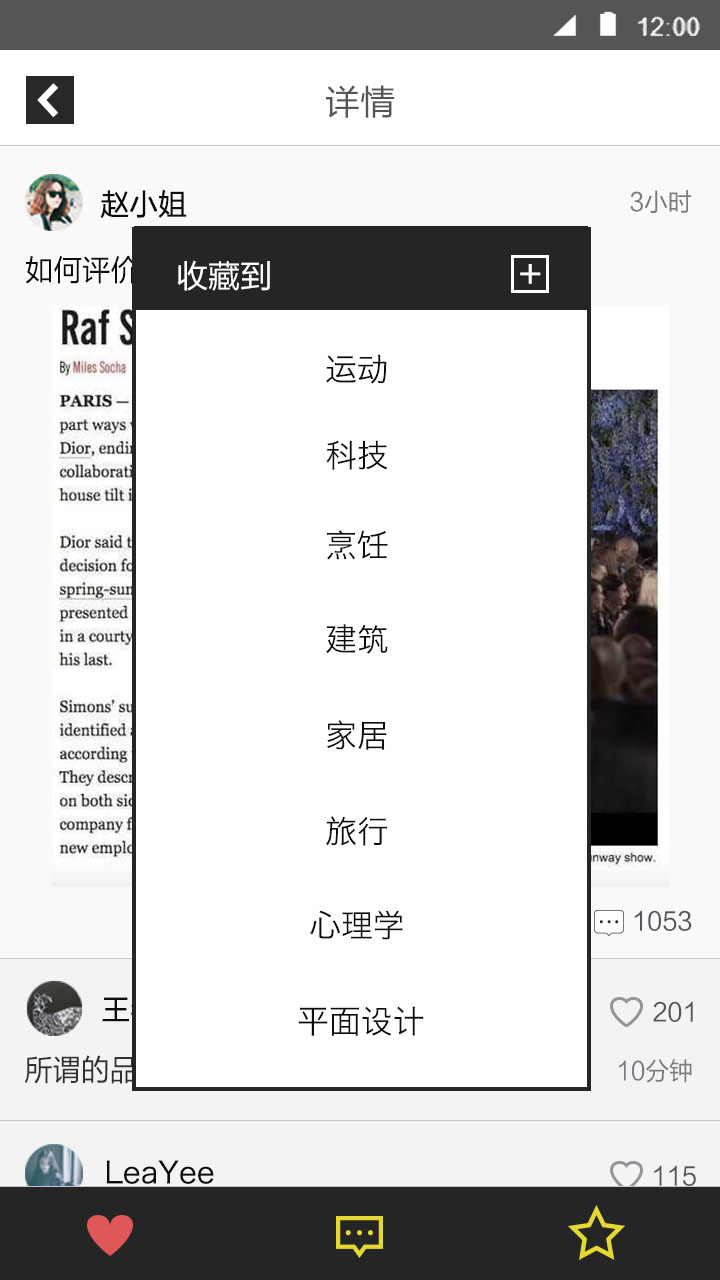 12:00
详情
赵小姐
3小时
如何评价
收藏到
Raf S
By Miles Socha
PARIS —
part ways
Dior, endi
collaborati
house tilt i
Dior said t
decision fo
spring-sun
presented
in a courty
his last.
Simons' su
identified
according
They descr
on both sid
company f
new emplo
运动
科技
烹饪
建筑
家居
旅行
心理学
平面设计
nway show.
1053
王
201
所谓的品
10分钟
LeaYee
115